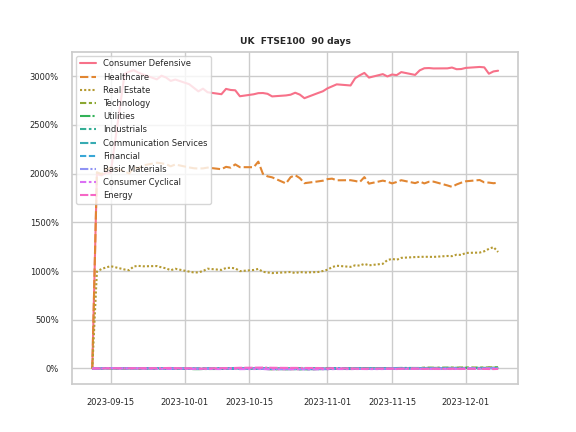 UK FTSE100 90 days
3000%
2500%
2000%
1500%
1000%
500%
0%
Consumer Defensive
Healthcare
Real Estate
Technology
Utilities
Industrials
Communication Services
Financial
Basic Materials
Consumer Cyclical
Energy
2023-09-15
2023-10-01
2023-10-15
2023-11-01
2023-11-15
2023-12-01